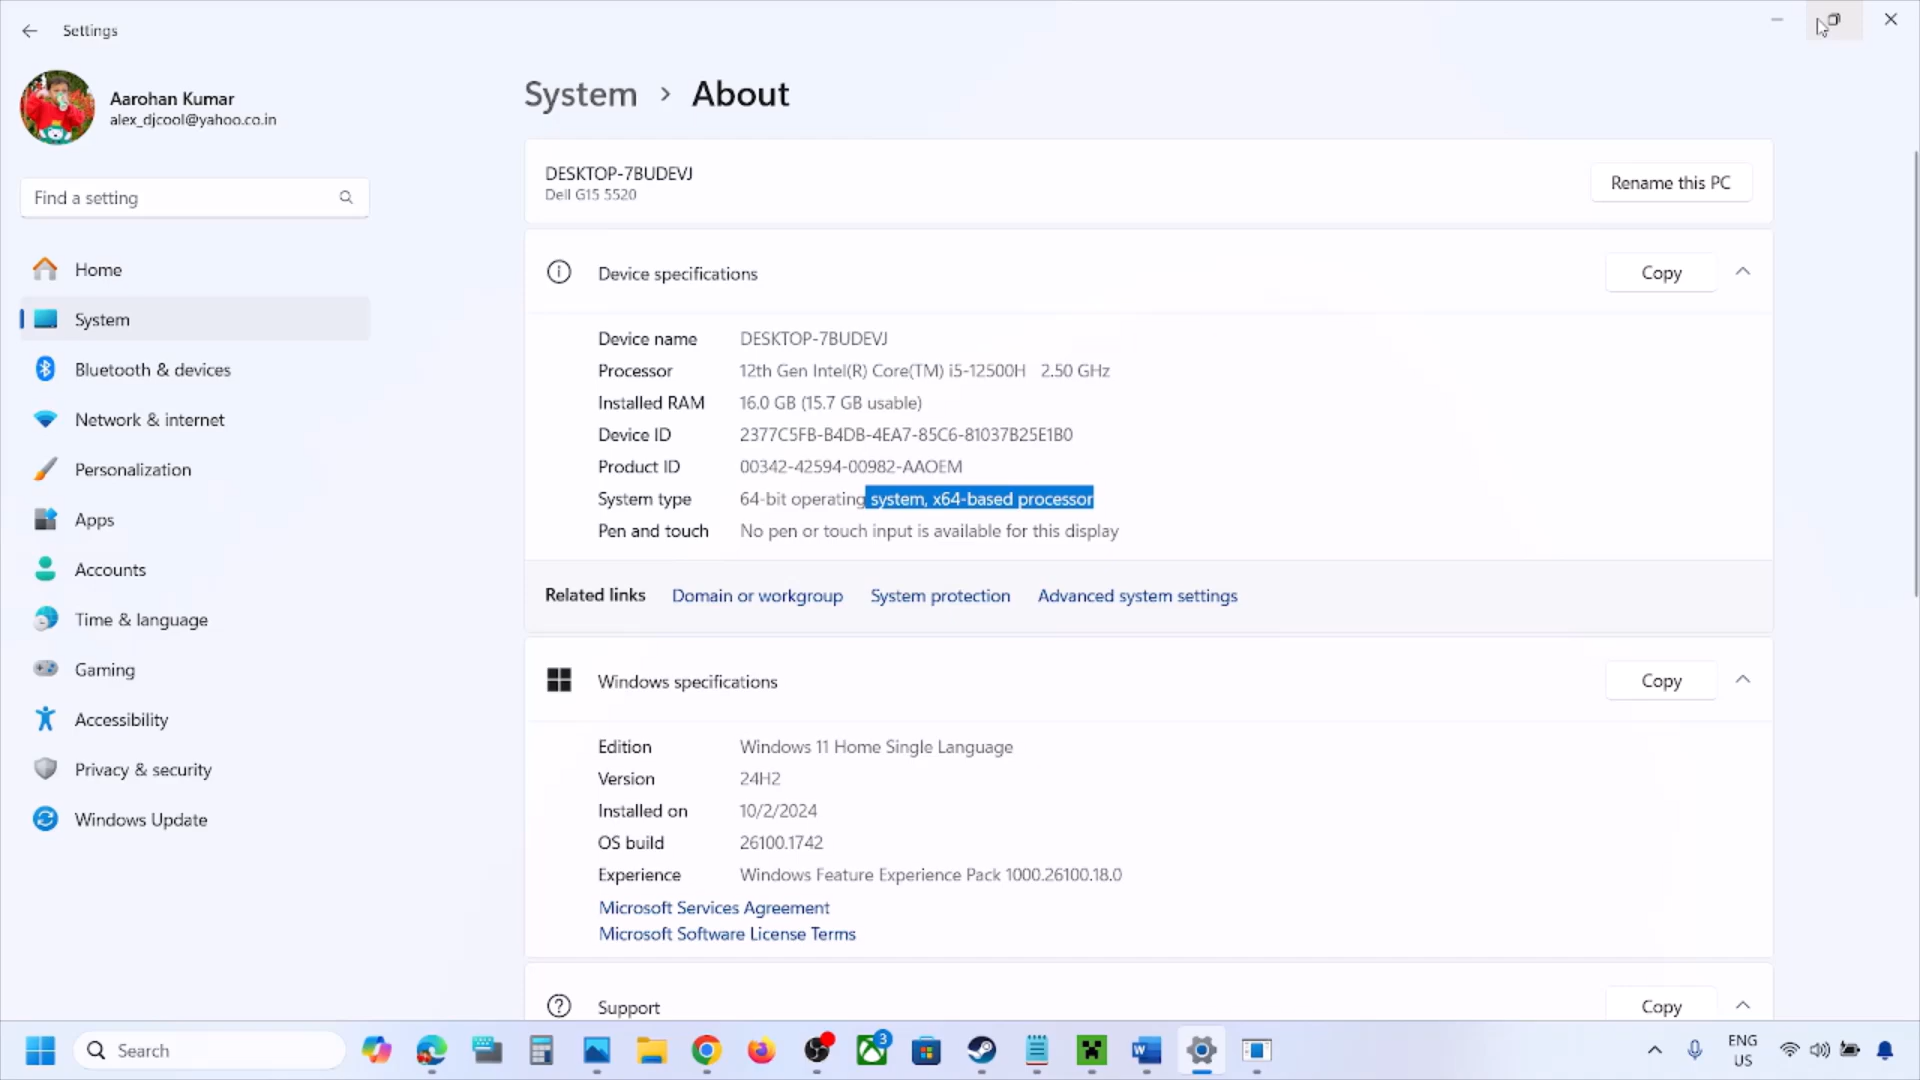 Settings
Aarohan Kumar
alex_djcool@yahoo.co.in
Find a setting
Home
System
Bluetooth & devices
Network & internet
Personalization
Apps
Accounts
Time & language
Gaming
Accessibility
Privacy & security
Windows Update
System > About
DESKTOP-7BUDEVJ
Dell G15 5520
Rename this PC
Device specifications
Copy
Device name DESKTOP-7BUDEVJ
Processor 12th Gen Intel(R) Core(TM) i5-12500H 2.50 GHz
Installed RAM 16.0 GB (15.7 GB usable)
Device ID 2377C5FB-B4DB-4EA7-85C6-81037B25E1B0
Product ID 00342-42594-00982-AAOEM
System type 64-bit operating system, x64-based processor
Pen and touch No pen or touch input is available for this display
Related links Domain or workgroup System protection Advanced system settings
Windows specifications
Copy
Edition Windows 11 Home Single Language
Version 24H2
Installed on 10/2/2024
OS build 26100.1742
Experience Windows Feature Experience Pack 1000.26100.18.0
Microsoft Services Agreement
Microsoft Software License Terms
Support
Copy
Search
3
ENG
US